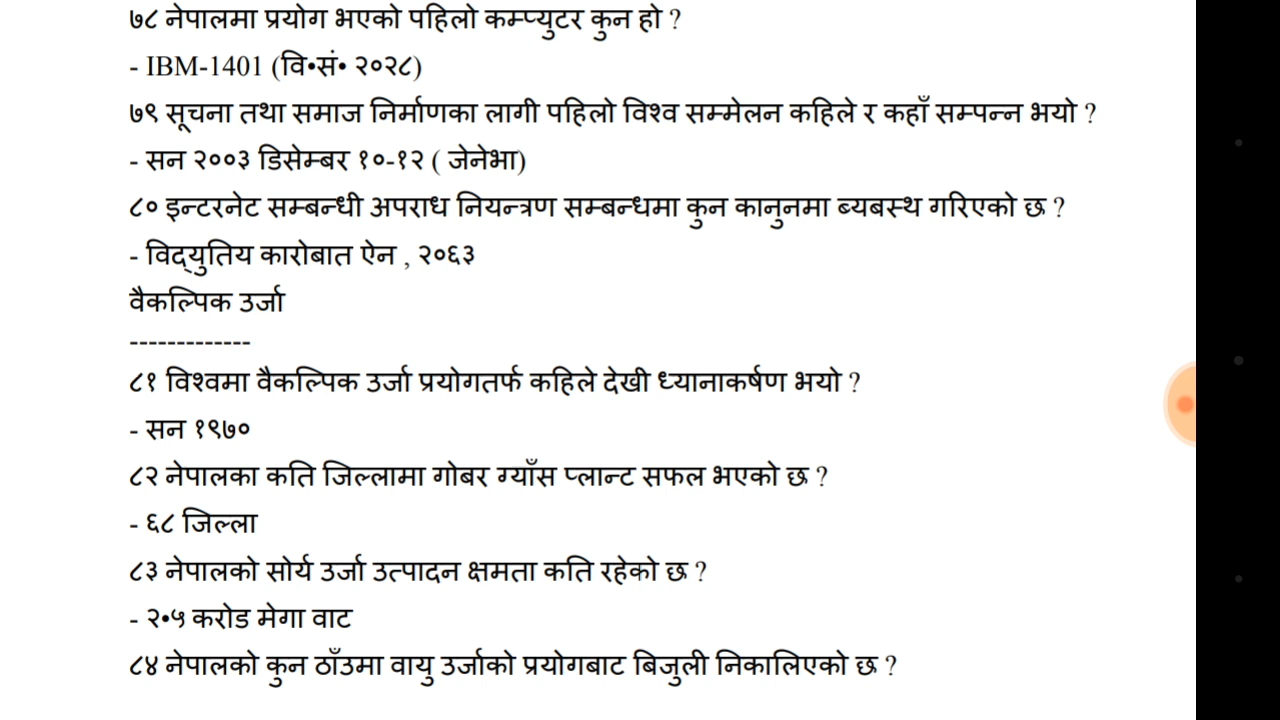 ७८ नेपालमा प्रयोग भएको पहिलो कम्प्युटर कुन हो ?
- IBM-1401 (वि•सं• २०२८)
७९ सूचना तथा समाज निर्माणका लागी पहिलो विश्व सम्मेलन कहिले र कहाँ सम्पन्न भयो ?
- सन २००३ डिसेम्बर १०-१२ ( जेनेभा)
८० इन्टरनेट सम्बन्धी अपराध नियन्त्रण सम्बन्धमा कुन कानुनमा ब्यबस्थ गरिएको छ ?
- विद्युतिय कारोबात ऐन , २०६३
वैकल्पिक उर्जा
-------------
८१ विश्वमा वैकल्पिक उर्जा प्रयोगतर्फ कहिले देखी ध्यानाकर्षण भयो ?
- सन १९७०
८२ नेपालका कति जिल्लामा गोबर ग्याँस प्लान्ट सफल भएको छ ?
- ६८ जिल्ला
८३ नेपालको सोर्य उर्जा उत्पादन क्षमता कति रहेको छ ?
- २•५ करोड मेगा वाट
८४ नेपालको कुन ठाँउमा वायु उर्जाको प्रयोगबाट बिजुली निकालिएको छ ?